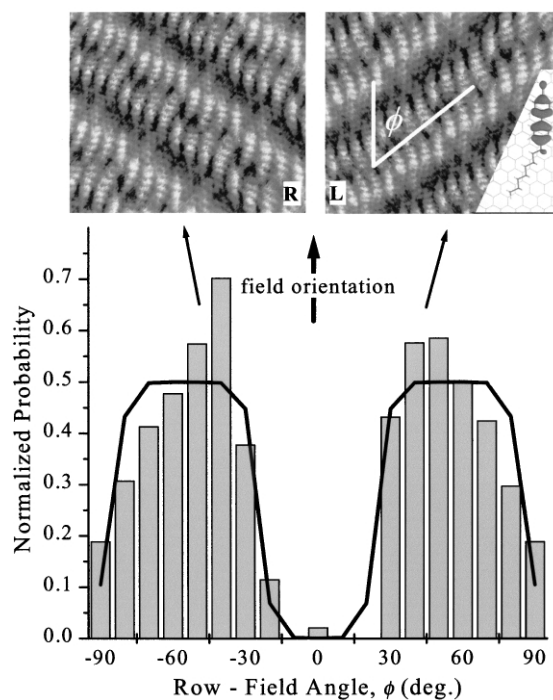 R
L
ϕ
field orientation
Normalized Probability
0.7
0.6
0.5
0.4
0.3
0.2
0.1
0.0
-90 -60 -30 0 30 60 90
Row - Field Angle, ϕ (deg.)